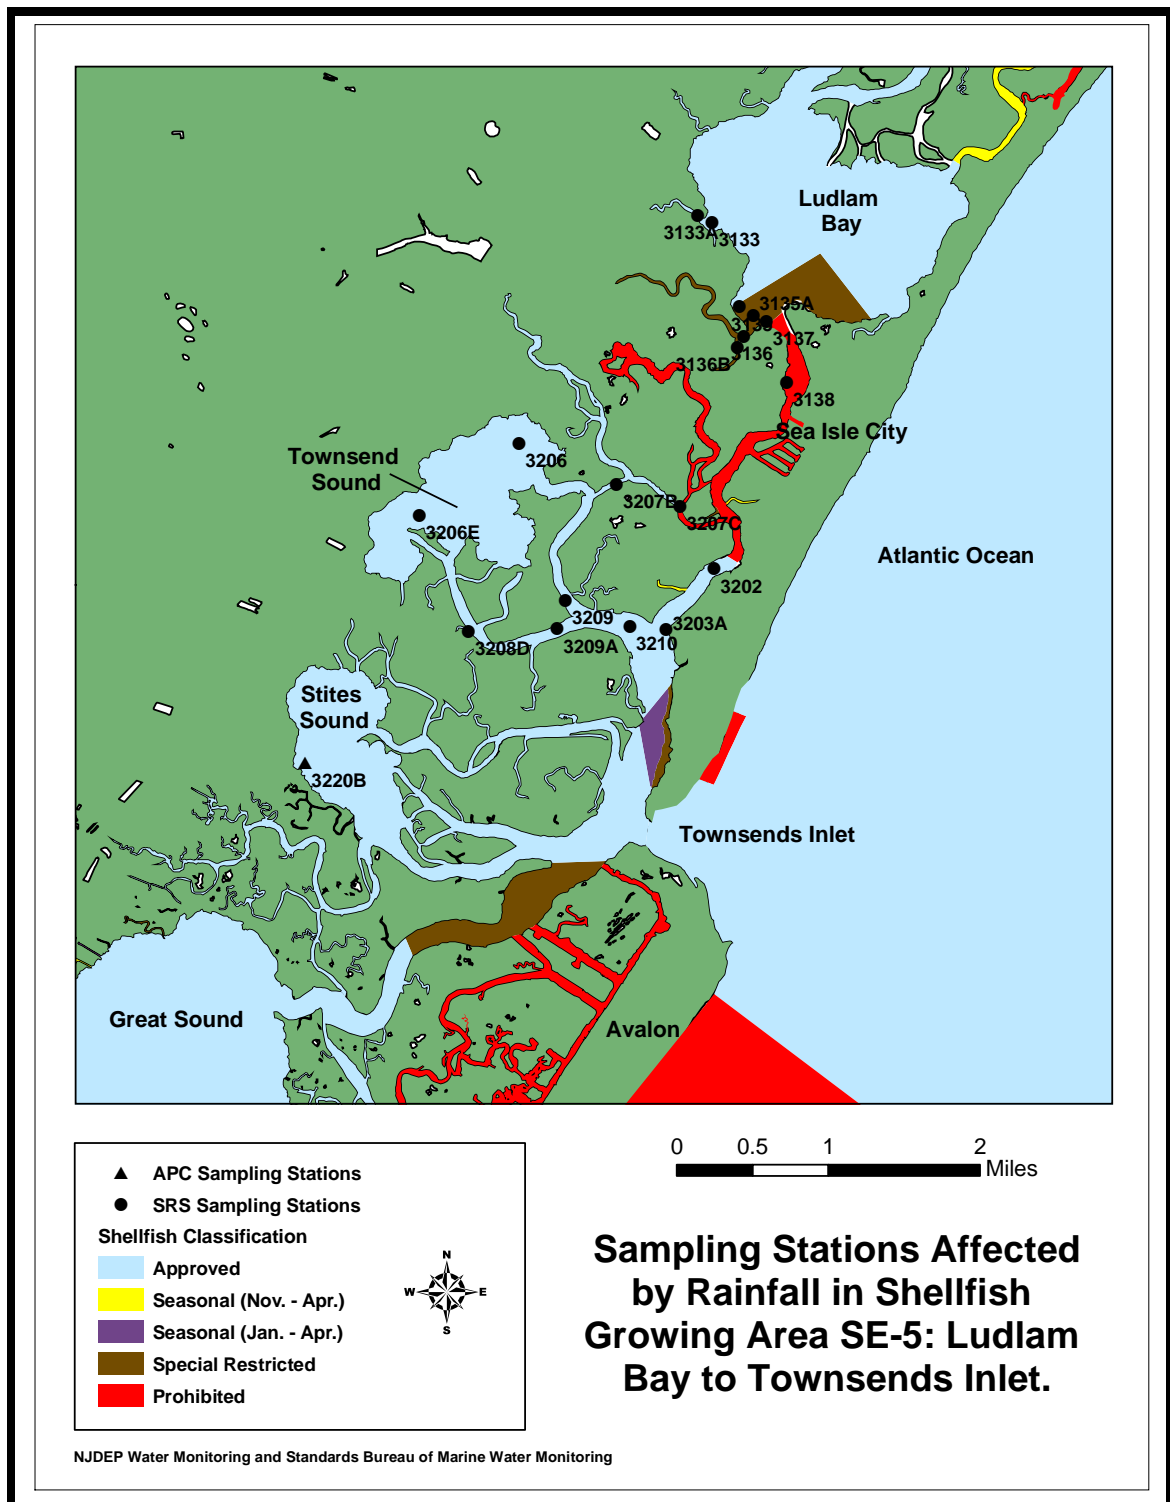 Ludlam
Bay
3133A
3133
3135A
3135
3137
3136
3136B
3138
Sea Isle City
Townsend
Sound
3206
3207B
3207C
3206E
Atlantic Ocean
3202
3209
3203A
3210
3209A
3208D
Stites
Sound
3220B
Townsends Inlet
Great Sound
Avalon
0 0.5 1 2
Miles
APC Sampling Stations
SRS Sampling Stations
Shellfish Classification
Approved
Seasonal (Nov. - Apr.)
Seasonal (Jan. - Apr.)
Special Restricted
Prohibited
N
W E
S
Sampling Stations Affected
by Rainfall in Shellfish
Growing Area SE-5: Ludlam
Bay to Townsends Inlet.
NJDEP Water Monitoring and Standards Bureau of Marine Water Monitoring